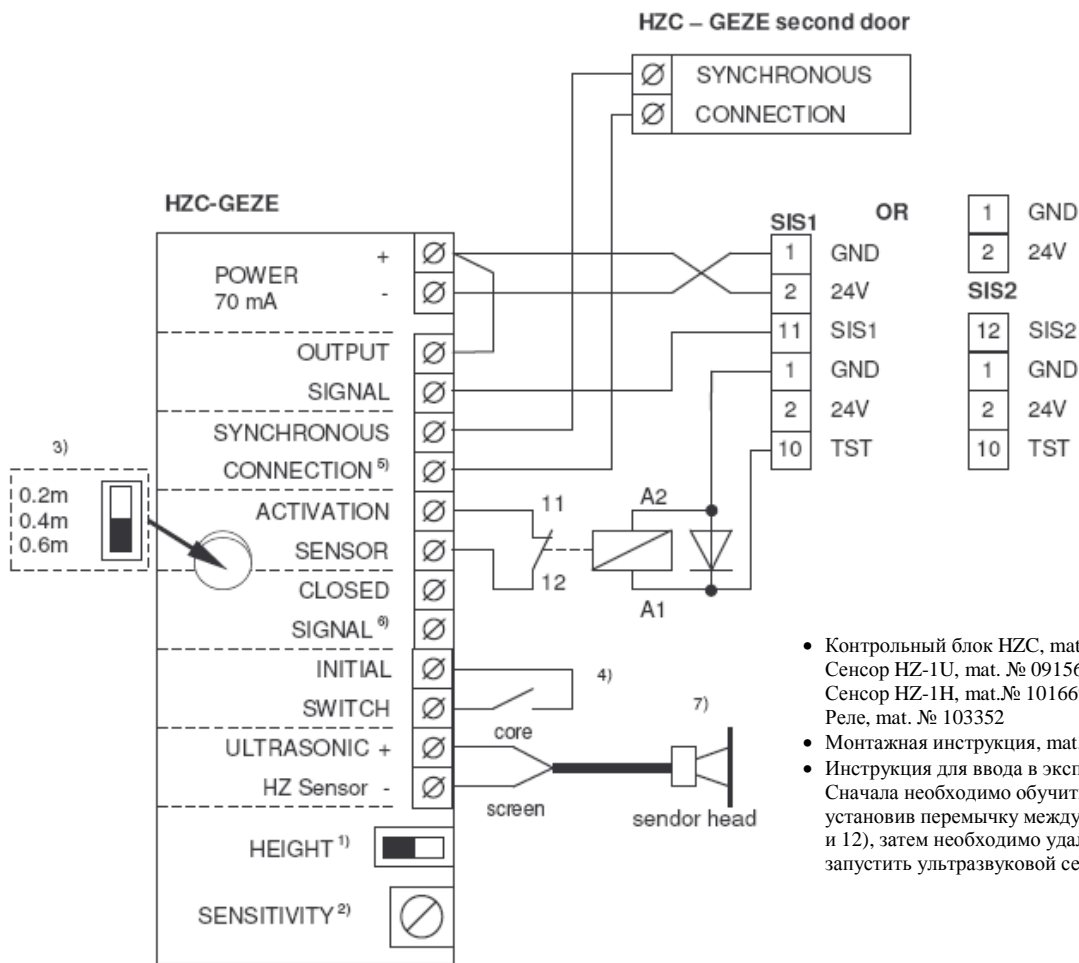 HZC – GEZE second door
SYNCHRONOUS
CONNECTION
HZC-GEZE
POWER
70 mA
+
-
OUTPUT
SIGNAL
SYNCHRONOUS
CONNECTION 5)
ACTIVATION
SENSOR
CLOSED
SIGNAL 6)
INITIAL
SWITCH
ULTRASONIC +
HZ Sensor -
HEIGHT 1)
SENSITIVITY 2)
3)
0.2m
0.4m
0.6m
SIS1
1 GND
2 24V
11 SIS1
1 GND
2 24V
10 TST
OR
1 GND
2 24V
SIS2
12 SIS2
1 GND
2 24V
10 TST
11
12
A2
A1
4)
core
screen
7)
sendor head
• Контрольный блок HZC, mat
Сенсор HZ-1U, mat. № 09156
Сенсор HZ-1H, mat.№ 10166
Реле, mat. № 103352
• Монтажная инструкция, mat.
• Инструкция для ввода в эксп
Сначала необходимо обучит
установив перемычку между
и 12), затем необходимо удал
запустить ультразвуковой се